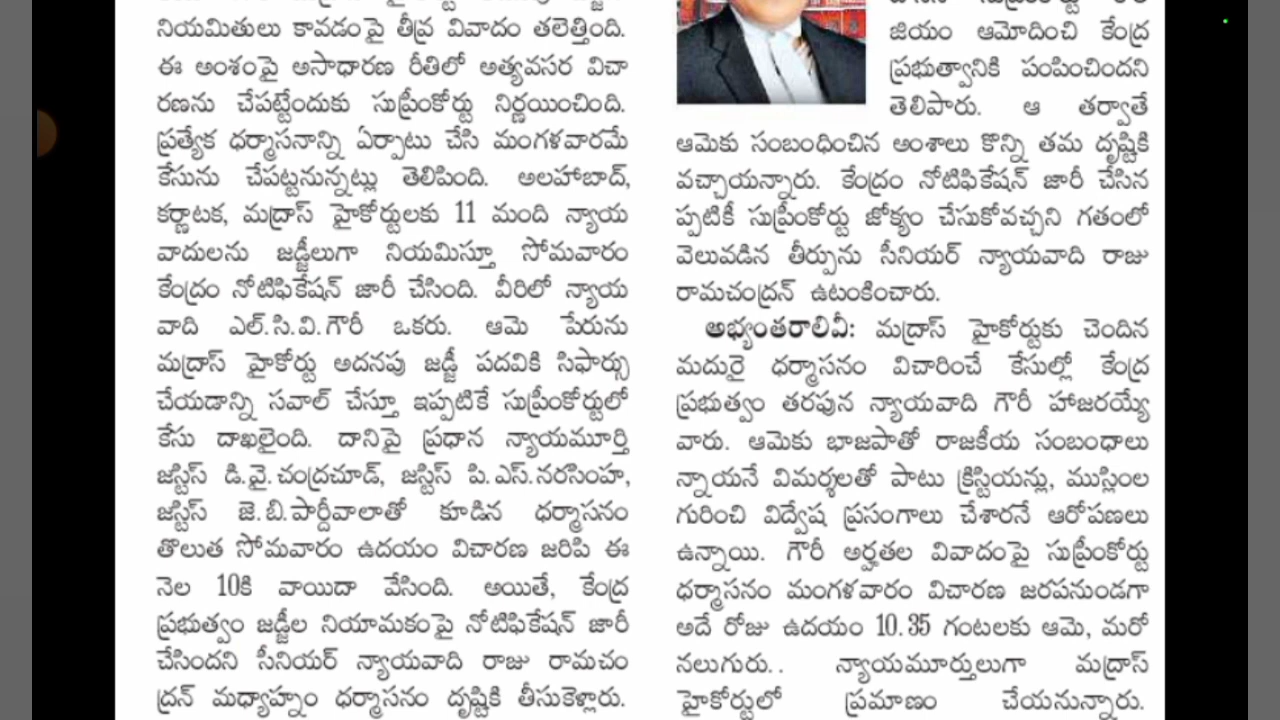 నియమితులు కావడంపై తీవ్ర వివాదం తలెత్తింది.
ఈ అంశంపై అసాధారణ రీతిలో అత్యవసర విచా
రణను చేపట్టేందుకు సుప్రీంకోర్టు నిర్ణయించింది.
ప్రత్యేక ధర్మాసనాన్ని ఏర్పాటు చేసి మంగళవారమే
కేసును చేపట్టనున్నట్లు తెలిపింది. అలహాబాద్,
కర్ణాటక, మద్రాస్ హైకోర్టులకు 11 మంది న్యాయ
వాదులను జడ్జీలుగా నియమిస్తూ సోమవారం
కేంద్రం నోటిఫికేషన్ జారీ చేసింది. వీరిలో న్యాయ
వాది ఎల్.సి.వి.గౌరీ ఒకరు. ఆమె పేరును
మద్రాస్ హైకోర్టు అదనపు జడ్జీ పదవికి సిఫార్సు
చేయడాన్ని సవాల్ చేస్తూ ఇప్పటికే సుప్రీంకోర్టులో
కేసు దాఖలైంది. దానిపై ప్రధాన న్యాయమూర్తి
జస్టిస్ డి.వై.చంద్రచూడ్, జస్టిస్ పి.ఎస్.నరసింహ,
జస్టిస్ జె.బి.పార్దీవాలాతో కూడిన ధర్మాసనం
తొలుత సోమవారం ఉదయం విచారణ జరిపి ఈ
నెల 10కి వాయిదా వేసింది. అయితే, కేంద్ర
ప్రభుత్వం జడ్జీల నియామకంపై నోటిఫికేషన్ జారీ
చేసిందని సీనియర్ న్యాయవాది రాజు రామచం
ద్రన్ మధ్యాహ్నం ధర్మాసనం దృష్టికి తీసుకెళ్లారు.
జియం ఆమోదించి కేంద్ర
ప్రభుత్వానికి పంపించిందని
తెలిపారు. ఆ తర్వాతే
ఆమెకు సంబంధించిన అంశాలు కొన్ని తమ దృష్టికి
వచ్చాయన్నారు. కేంద్రం నోటిఫికేషన్ జారీ చేసిన
ప్పటికీ సుప్రీంకోర్టు జోక్యం చేసుకోవచ్చని గతంలో
వెలువడిన తీర్పును సీనియర్ న్యాయవాది రాజు
రామచంద్రన్ ఉటంకించారు.
అభ్యంతరాలివీ: మద్రాస్ హైకోర్టుకు చెందిన
మదురై ధర్మాసనం విచారించే కేసుల్లో కేంద్ర
ప్రభుత్వం తరఫున న్యాయవాది గౌరీ హాజరయ్యే
వారు. ఆమెకు భాజపాతో రాజకీయ సంబంధాలు
న్నాయనే విమర్శలతో పాటు క్రిస్టియన్లు, ముస్లింల
గురించి విద్వేష ప్రసంగాలు చేశారనే ఆరోపణలు
ఉన్నాయి. గౌరీ అర్హతల వివాదంపై సుప్రీంకోర్టు
ధర్మాసనం మంగళవారం విచారణ జరపనుండగా
అదే రోజు ఉదయం 10.35 గంటలకు ఆమె, మరో
నలుగురు.. న్యాయమూర్తులుగా మద్రాస్
హైకోర్టులో ప్రమాణం చేయనున్నారు.